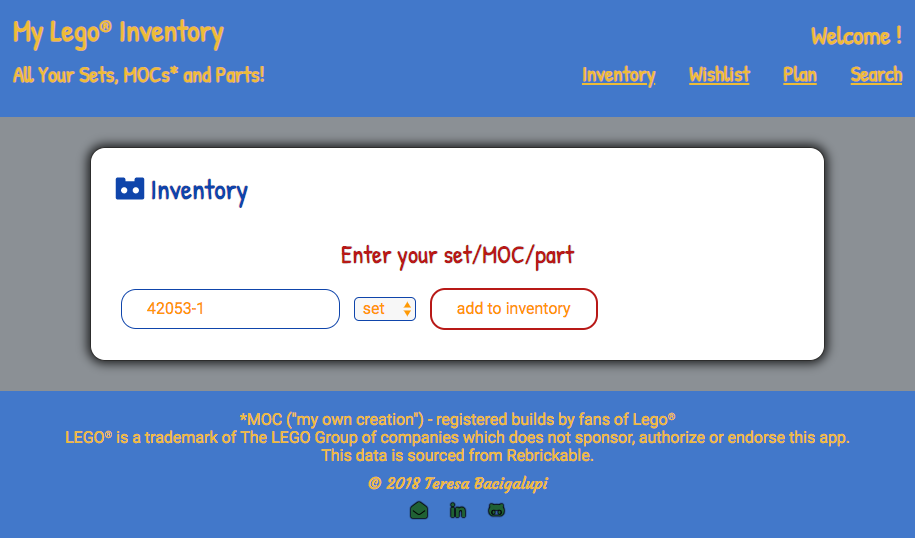 My Lego® Inventory
Welcome !
All Your Sets, MOCs* and Parts!
Inventory Wishlist Plan Search
Inventory
Enter your set/MOC/part
42053-1 set add to inventory
*MOC ("my own creation") - registered builds by fans of Lego®
LEGO® is a trademark of The LEGO Group of companies which does not sponsor, authorize or endorse this app.
This data is sourced from Rebrickable.
© 2018 Teresa Bacigalupi
in